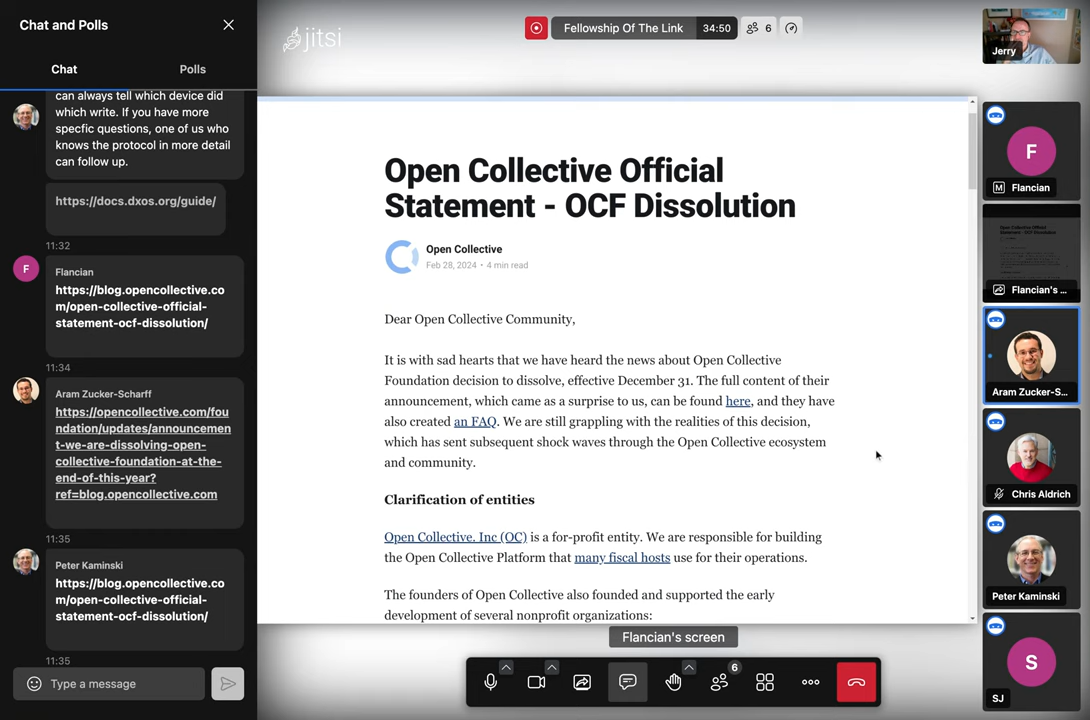 Chat and Polls
Chat
Polls
can always tell which device did
which write. If you have more
specfic questions, one of us who
knows the protocol in more detail
can follow up.
https://docs.dxos.org/guide/
11:32
F
Flancian
https://blog.opencollective.co
m/open-collective-official-
statement-ocf-dissolution/
11:34
Aram Zucker-Scharff
https://opencollective.com/fou
ndation/updates/announcemen
t-we-are-dissolving-open-
collective-foundation-at-the-
end-of-this-year?
ref=blog.opencollective.com
11:35
Peter Kaminski
https://blog.opencollective.co
m/open-collective-official-
statement-ocf-dissolution/
11:35
Type a message
jitsi
Fellowship Of The Link
34:50
6
Open Collective Official
Statement - OCF Dissolution
Open Collective
Feb 28, 2024 • 4 min read
Dear Open Collective Community,
It is with sad hearts that we have heard the news about Open Collective
Foundation decision to dissolve, effective December 31. The full content of their
announcement, which came as a surprise to us, can be found here, and they have
also created an FAQ. We are still grappling with the realities of this decision,
which has sent subsequent shock waves through the Open Collective ecosystem
and community.
Clarification of entities
Open Collective, Inc (OC) is a for-profit entity. We are responsible for building
the Open Collective Platform that many fiscal hosts use for their operations.
The founders of Open Collective also founded and supported the early
development of several nonprofit organizations:
Flancian's screen
6
Jerry
F
M Flancian
Flancian's ...
Aram Zucker-S...
Chris Aldrich
Peter Kaminski
S
SJ